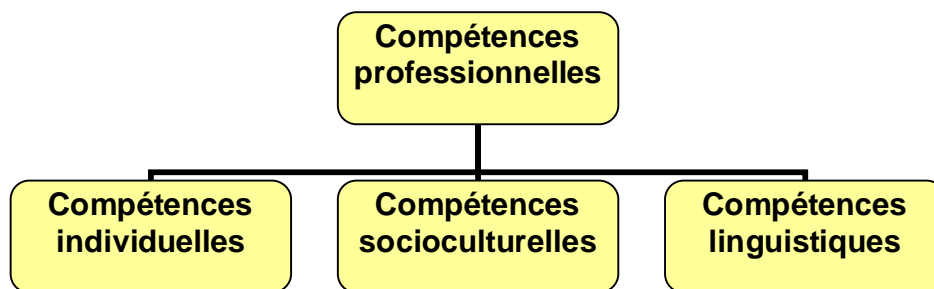 Compétences
professionnelles
Compétences
individuelles
Compétences
socioculturelles
Compétences
linguistiques